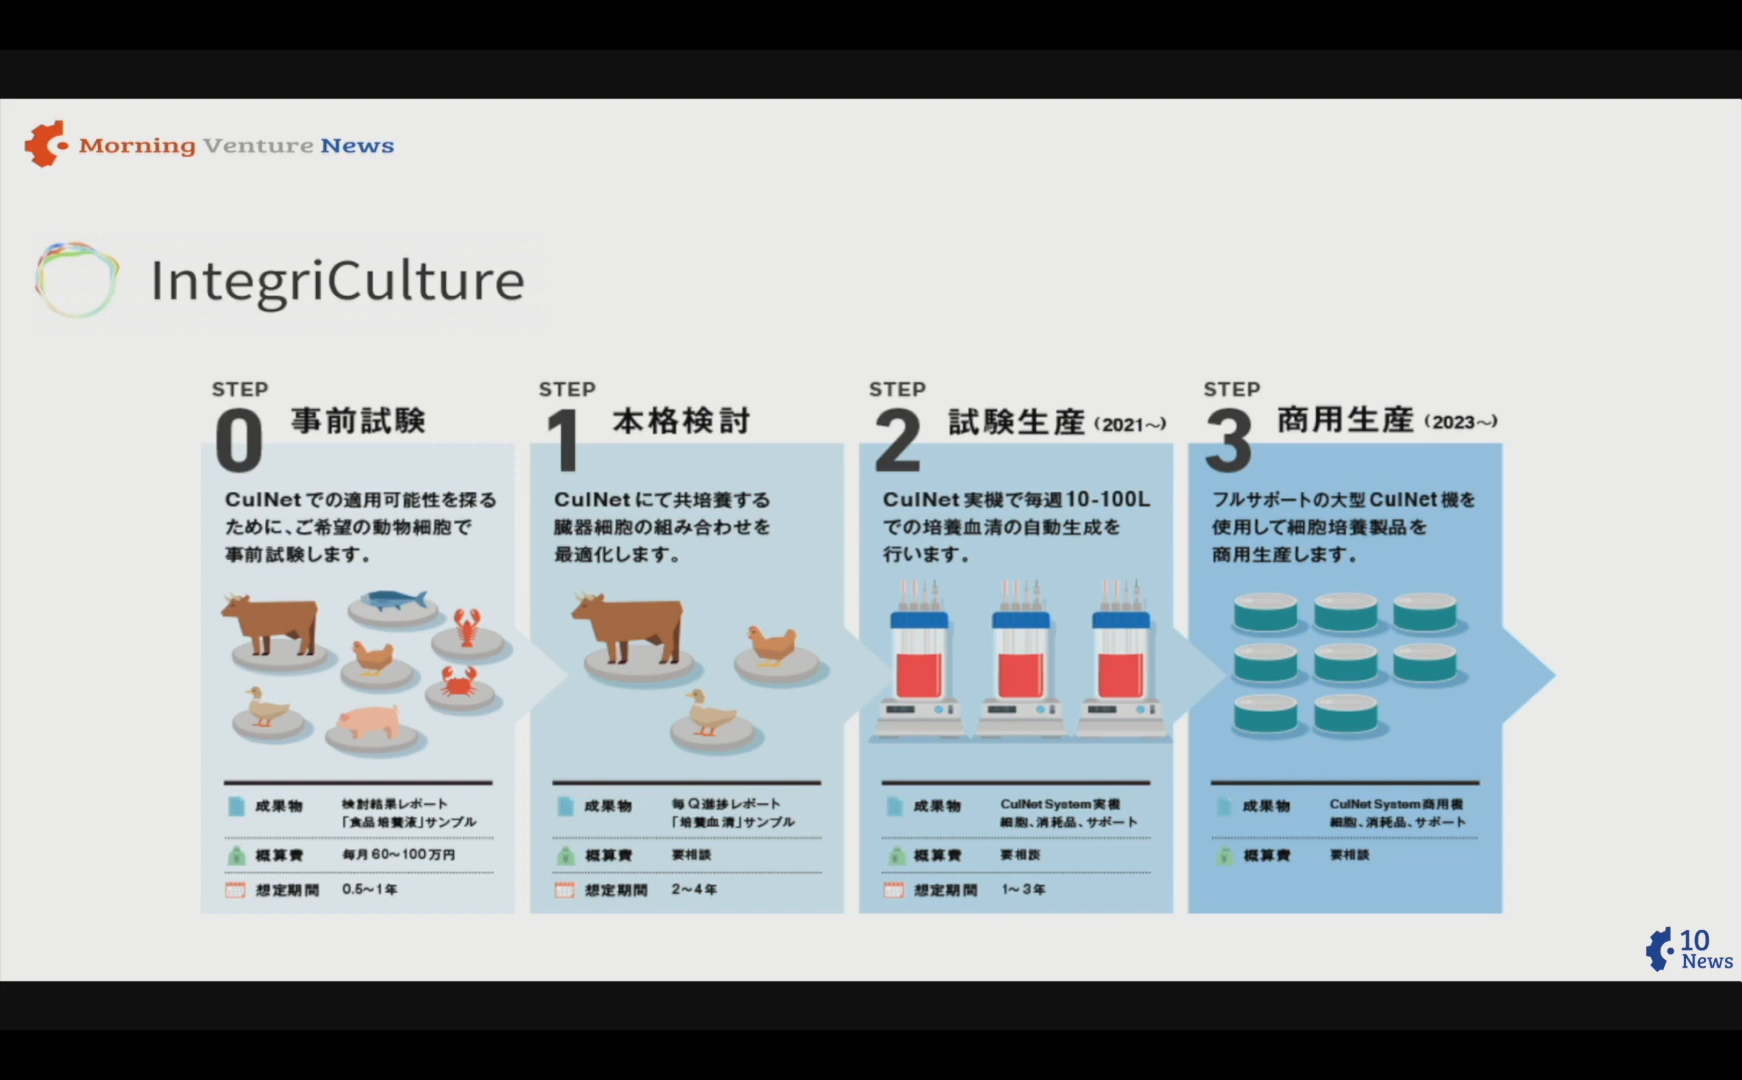 Morning Venture News
IntegriCulture
STEP
0 事前試験
CulNetでの適用可能性を探る
ために、ご希望の動物細胞で
事前試験します。
成果物 検討結果レポート
「食品培養液」サンプル
概算費 毎月60〜100万円
想定期間 0.5〜1年
STEP
1 本格検討
CulNetにて共培養する
臓器細胞の組み合わせを
最適化します。
成果物 毎Q進捗レポート
「培養血清」サンプル
概算費 要相談
想定期間 2〜4年
STEP
2 試験生産（2021〜）
CulNet実機で毎週10-100L
での培養血清の自動生成を
行います。
成果物 CulNet System実機
細胞、消耗品、サポート
概算費 要相談
想定期間 1〜3年
STEP
3 商用生産（2023〜）
フルサポートの大型CulNet機を
使用して細胞培養製品を
商用生産します。
成果物 CulNet System商用機
細胞、消耗品、サポート
概算費 要相談
10
News